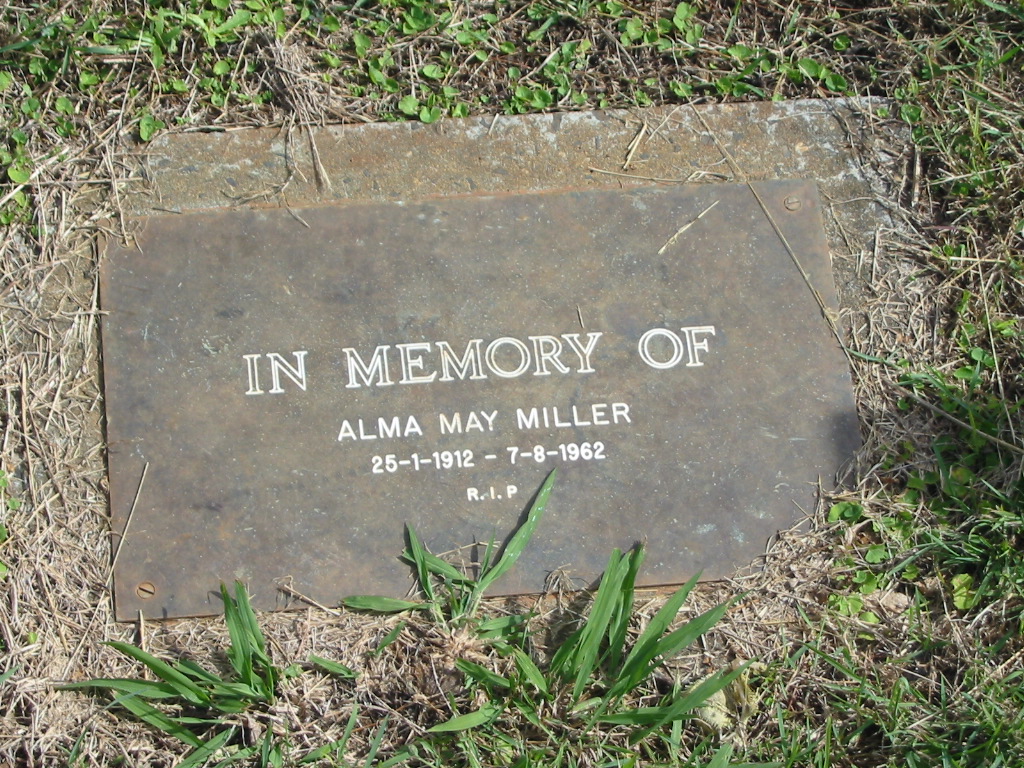 IN MEMORY OF
ALMA MAY MILLER
25-1-1912 - 7-8-1962
R.I.P